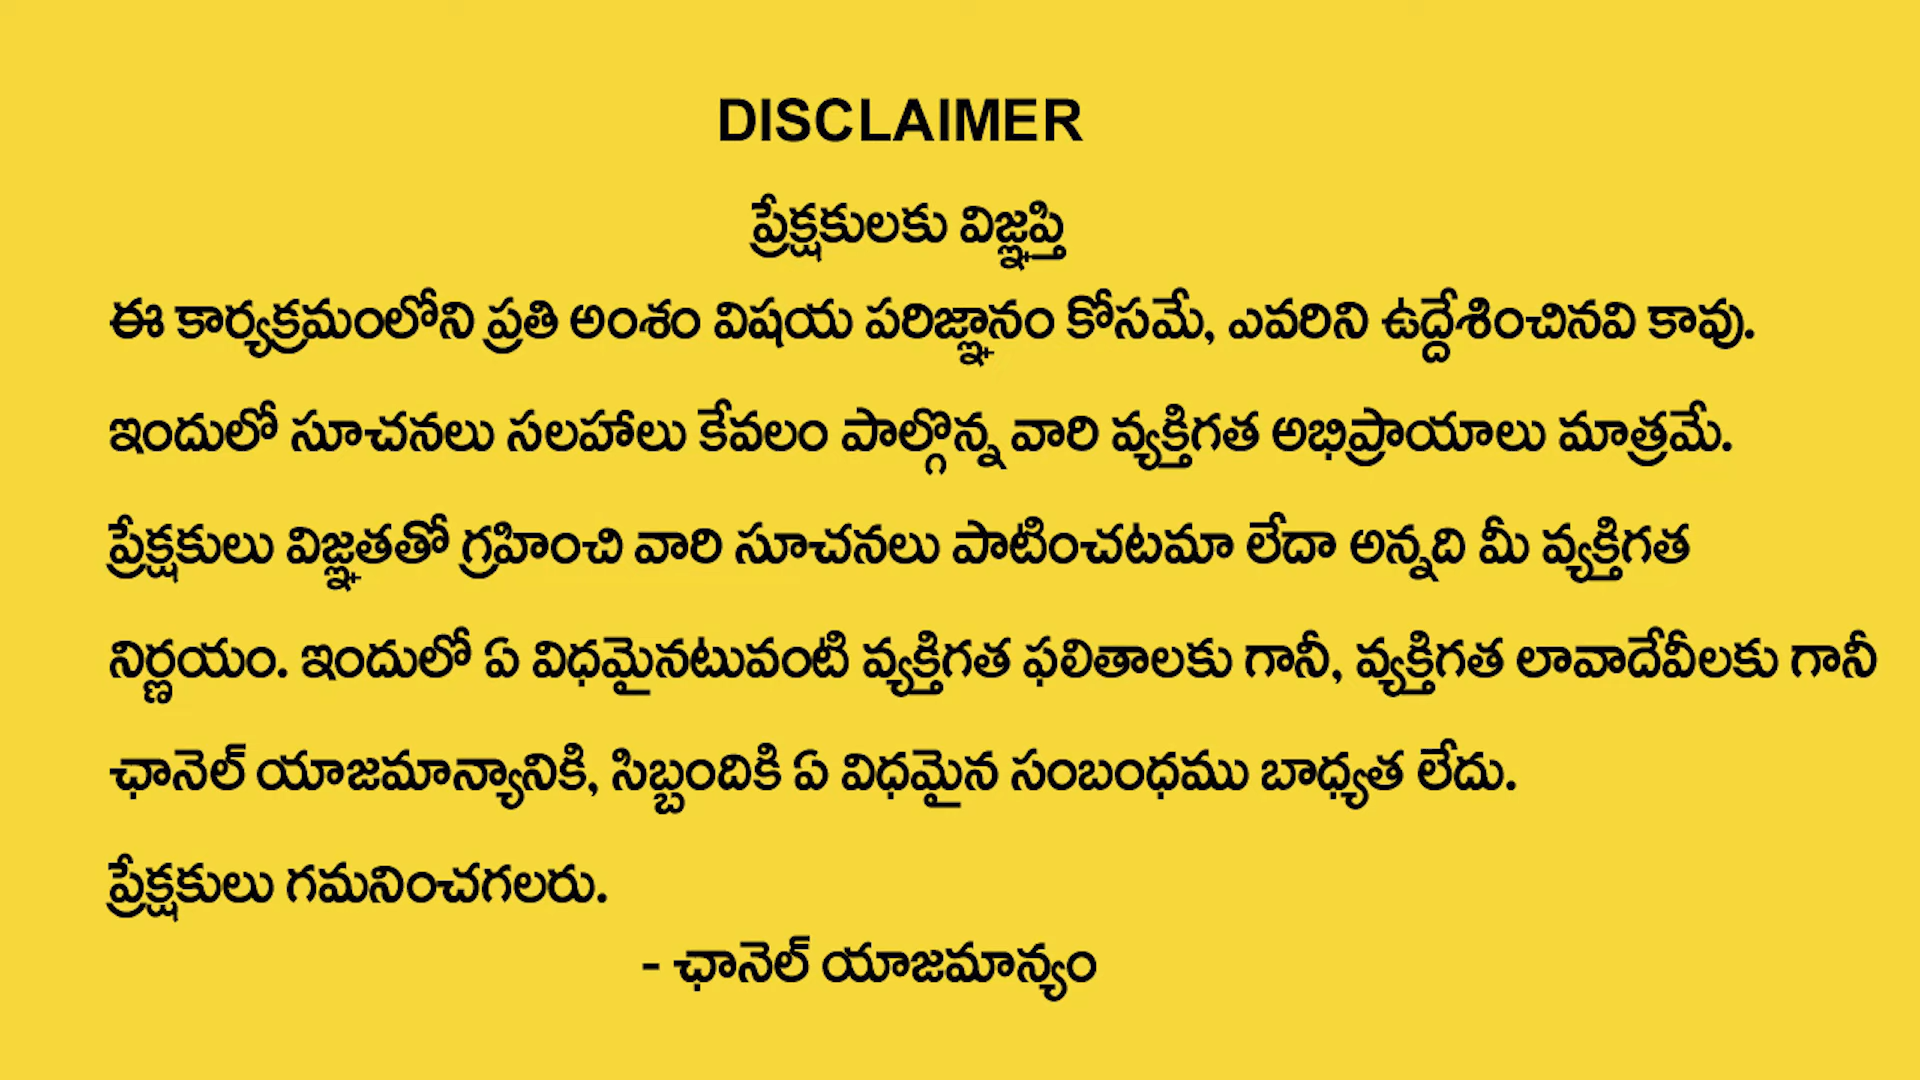 DISCLAIMER
ప్రేక్షకులకు విజ్ఞప్తి
ఈ కార్యక్రమంలోని ప్రతి అంశం విషయ పరిజ్ఞానం కోసమే, ఎవరిని ఉద్దేశించినవి కావు.
ఇందులో సూచనలు సలహాలు కేవలం పాల్గొన్న వారి వ్యక్తిగత అభిప్రాయాలు మాత్రమే.
ప్రేక్షకులు విజ్ఞతతో గ్రహించి వారి సూచనలు పాటించటమా లేదా అన్నది మీ వ్యక్తిగత
నిర్ణయం. ఇందులో ఏ విధమైనటువంటి వ్యక్తిగత ఫలితాలకు గానీ, వ్యక్తిగత లావాదేవీలకు గానీ
ఛానెల్ యాజమాన్యానికి, సిబ్బందికి ఏ విధమైన సంబంధము బాధ్యత లేదు.
ప్రేక్షకులు గమనించగలరు.
- ఛానెల్ యాజమాన్యం